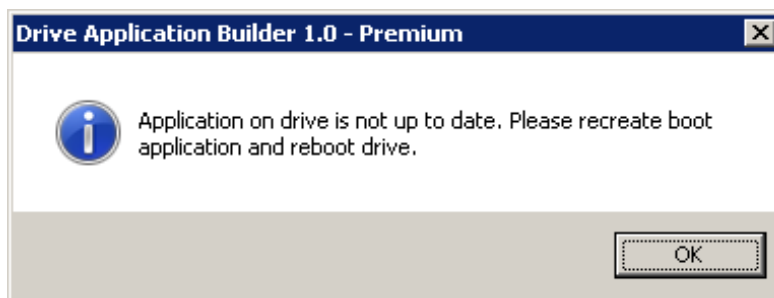 Drive Application Builder 1.0 - Premium
Application on drive is not up to date. Please recreate boot
application and reboot drive.
OK